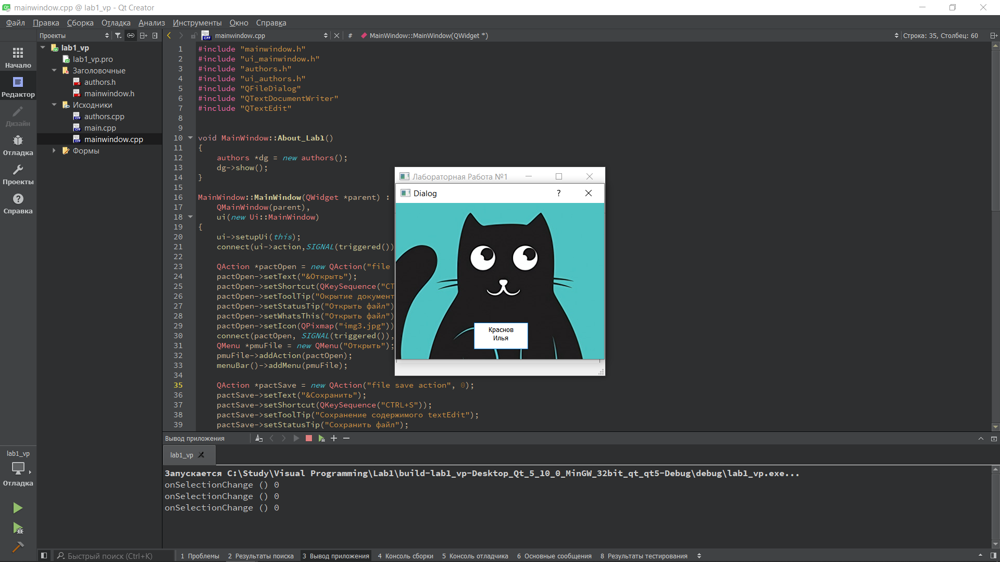 mainwindow.cpp @ lab1_vp - Qt Creator
Файл Правка Сборка Отладка Анализ Инструменты Окно Справка
Проекты
mainwindow.cpp
# MainWindow::MainWindow(QWidget *)
Строка: 35, Столбец: 60
Начало
Редактор
Дизайн
Отладка
Проекты
Справка
lab1_vp
lab1_vp.pro
Заголовочные
authors.h
mainwindow.h
Исходники
authors.cpp
main.cpp
mainwindow.cpp
Формы
1 #include "mainwindow.h"
2 #include "ui_mainwindow.h"
3 #include "authors.h"
4 #include "ui_authors.h"
5 #include "QFileDialog"
6 #include "QTextDocumentWriter"
7 #include "QTextEdit"
8
9
10 void MainWindow::About_Lab1()
11 {
12 authors *dg = new authors();
13 dg->show();
14 }
15
16 MainWindow::MainWindow(QWidget *parent) :
17 QMainWindow(parent),
18 ui(new Ui::MainWindow)
19 {
20 ui->setupUi(this);
21 connect(ui->action,SIGNAL(triggered())
22
23 QAction *pactOpen = new QAction("file
24 pactOpen->setText("&Открыть");
25 pactOpen->setShortcut(QKeySequence("CT
26 pactOpen->setToolTip("Окрытие документ
27 pactOpen->setStatusTip("Открыть файл")
28 pactOpen->setWhatsThis("Открыть файл")
29 pactOpen->setIcon(QPixmap("img3.jpg"))
30 connect(pactOpen, SIGNAL(triggered()),
31 QMenu *pmuFile = new QMenu("Открыть");
32 pmuFile->addAction(pactOpen);
33 menuBar()->addMenu(pmuFile);
34
35 QAction *pactSave = new QAction("file save action", 0);
36 pactSave->setText("&Сохранить");
37 pactSave->setShortcut(QKeySequence("CTRL+S"));
38 pactSave->setToolTip("Сохранение содержимого textEdit");
39 pactSave->setStatusTip("Сохранить файл");
Лабораторная Работа №1
Dialog ?
Краснов
Илья
Вывод приложения
lab1_vp
Запускается C:\Study\Visual Programming\Lab1\build-lab1_vp-Desktop_Qt_5_10_0_MinGW_32bit_qt_qt5-Debug\debug\lab1_vp.exe...
onSelectionChange () 0
onSelectionChange () 0
onSelectionChange () 0
lab1_vp
Отладка
Быстрый поиск (Ctrl+K)
1 Проблемы 2 Результаты поиска 3 Вывод приложения 4 Консоль сборки 5 Консоль отладчика 6 Основные сообщения 8 Результаты тестирования